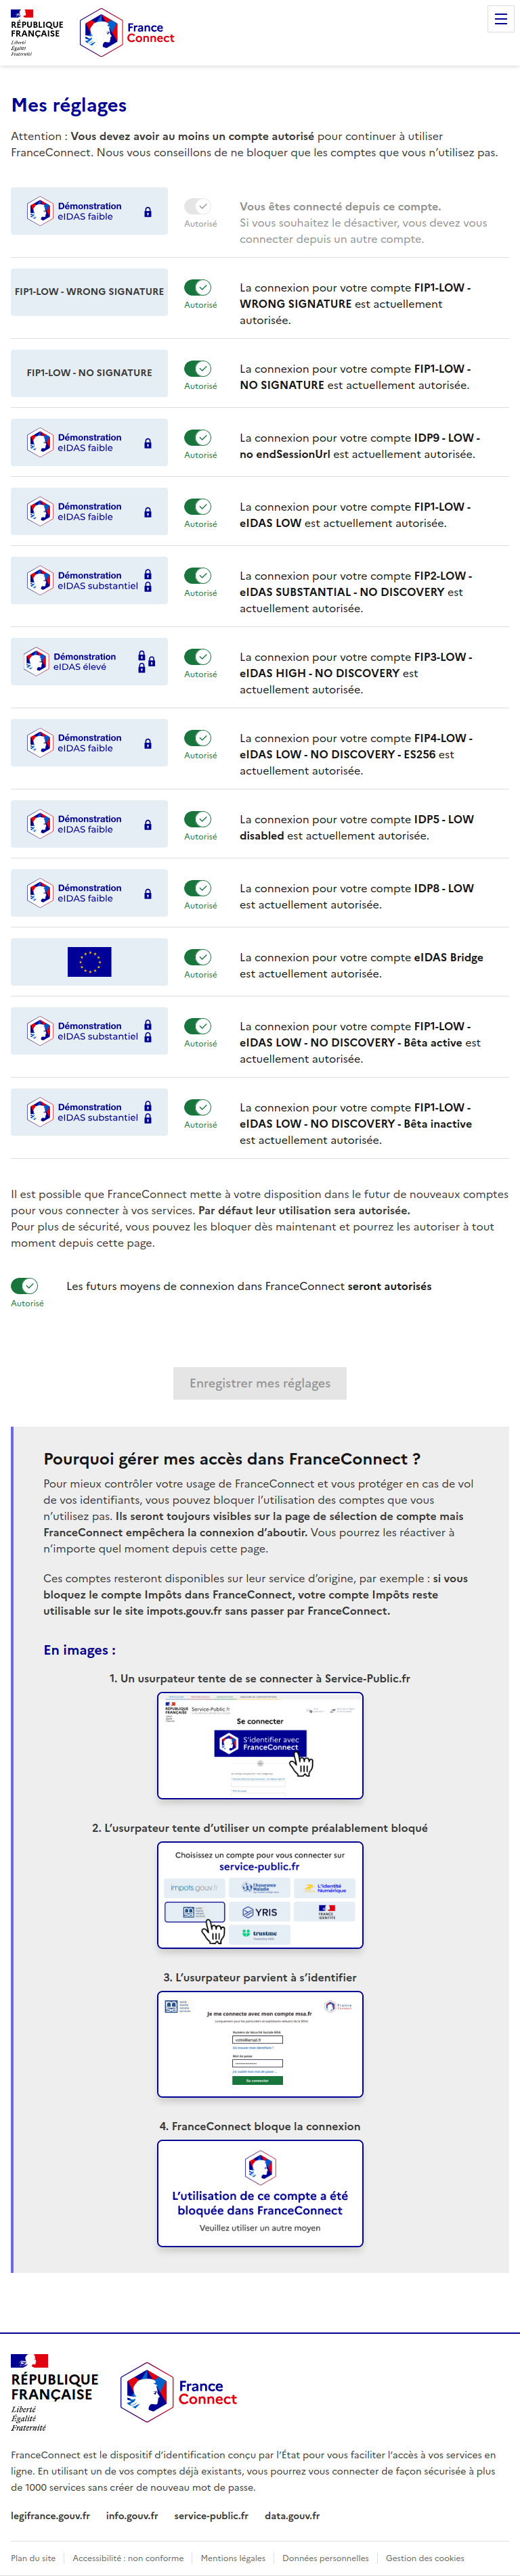 RÉPUBLIQUE
FRANÇAISE
Liberté
Égalité
Fraternité
France
Connect
Mes réglages
Attention : Vous devez avoir au moins un compte autorisé pour continuer à utiliser
FranceConnect. Nous vous conseillons de ne bloquer que les comptes que vous n’utilisez pas.
Démonstration
eIDAS faible
Autorisé
Vous êtes connecté depuis ce compte.
Si vous souhaitez le désactiver, vous devez vous
connecter depuis un autre compte.
FIP1-LOW - WRONG SIGNATURE
Autorisé
La connexion pour votre compte FIP1-LOW -
WRONG SIGNATURE est actuellement
autorisée.
FIP1-LOW - NO SIGNATURE
Autorisé
La connexion pour votre compte FIP1-LOW -
NO SIGNATURE est actuellement autorisée.
Démonstration
eIDAS faible
Autorisé
La connexion pour votre compte IDP9 - LOW -
no endSessionUrl est actuellement autorisée.
Démonstration
eIDAS faible
Autorisé
La connexion pour votre compte FIP1-LOW -
eIDAS LOW est actuellement autorisée.
Démonstration
eIDAS substantiel
Autorisé
La connexion pour votre compte FIP2-LOW -
eIDAS SUBSTANTIAL - NO DISCOVERY est
actuellement autorisée.
Démonstration
eIDAS élevé
Autorisé
La connexion pour votre compte FIP3-LOW -
eIDAS HIGH - NO DISCOVERY est
actuellement autorisée.
Démonstration
eIDAS faible
Autorisé
La connexion pour votre compte FIP4-LOW -
eIDAS LOW - NO DISCOVERY - ES256 est
actuellement autorisée.
Démonstration
eIDAS faible
Autorisé
La connexion pour votre compte IDP5 - LOW
disabled est actuellement autorisée.
Démonstration
eIDAS faible
Autorisé
La connexion pour votre compte IDP8 - LOW
est actuellement autorisée.
Autorisé
La connexion pour votre compte eIDAS Bridge
est actuellement autorisée.
Démonstration
eIDAS substantiel
Autorisé
La connexion pour votre compte FIP1-LOW -
eIDAS LOW - NO DISCOVERY - Bêta active est
actuellement autorisée.
Démonstration
eIDAS substantiel
Autorisé
La connexion pour votre compte FIP1-LOW -
eIDAS LOW - NO DISCOVERY - Bêta inactive
est actuellement autorisée.
Il est possible que FranceConnect mette à votre disposition dans le futur de nouveaux comptes
pour vous connecter à vos services. Par défaut leur utilisation sera autorisée.
Pour plus de sécurité, vous pouvez les bloquer dès maintenant et pourrez les autoriser à tout
moment depuis cette page.
Autorisé
Les futurs moyens de connexion dans FranceConnect seront autorisés
Enregistrer mes réglages
Pourquoi gérer mes accès dans FranceConnect ?
Pour mieux contrôler votre usage de FranceConnect et vous protéger en cas de vol
de vos identifiants, vous pouvez bloquer l’utilisation des comptes que vous
n’utilisez pas. Ils seront toujours visibles sur la page de sélection de compte mais
FranceConnect empêchera la connexion d’aboutir. Vous pourrez les réactiver à
n’importe quel moment depuis cette page.
Ces comptes resteront disponibles sur leur service d’origine, par exemple : si vous
bloquez le compte Impôts dans FranceConnect, votre compte Impôts reste
utilisable sur le site impots.gouv.fr sans passer par FranceConnect.
En images :
1. Un usurpateur tente de se connecter à Service-Public.fr
RÉPUBLIQUE
FRANÇAISE
Service-Public.fr
Se connecter
S’identifier avec
FranceConnect
2. L’usurpateur tente d’utiliser un compte préalablement bloqué
Choisissez un compte pour vous connecter sur
service-public.fr
impots.gouv.fr
l’Assurance
Maladie
L’Identité
Numérique
YRIS
FRANCE
IDENTITÉ
trustme
3. L’usurpateur parvient à s’identifier
France
Connect
Je me connecte avec mon compte msa.fr
Se connecter
4. FranceConnect bloque la connexion
L’utilisation de ce compte a été
bloquée dans FranceConnect
Veuillez utiliser un autre moyen
RÉPUBLIQUE
FRANÇAISE
Liberté
Égalité
Fraternité
France
Connect
FranceConnect est le dispositif d’identification conçu par l’État pour vous faciliter l’accès à vos services en
ligne. En utilisant un de vos comptes déjà existants, vous pourrez vous connecter de façon sécurisée à plus
de 1000 services sans créer de nouveau mot de passe.
legifrance.gouv.fr info.gouv.fr service-public.fr data.gouv.fr
Plan du site Accessibilité : non conforme Mentions légales Données personnelles Gestion des cookies